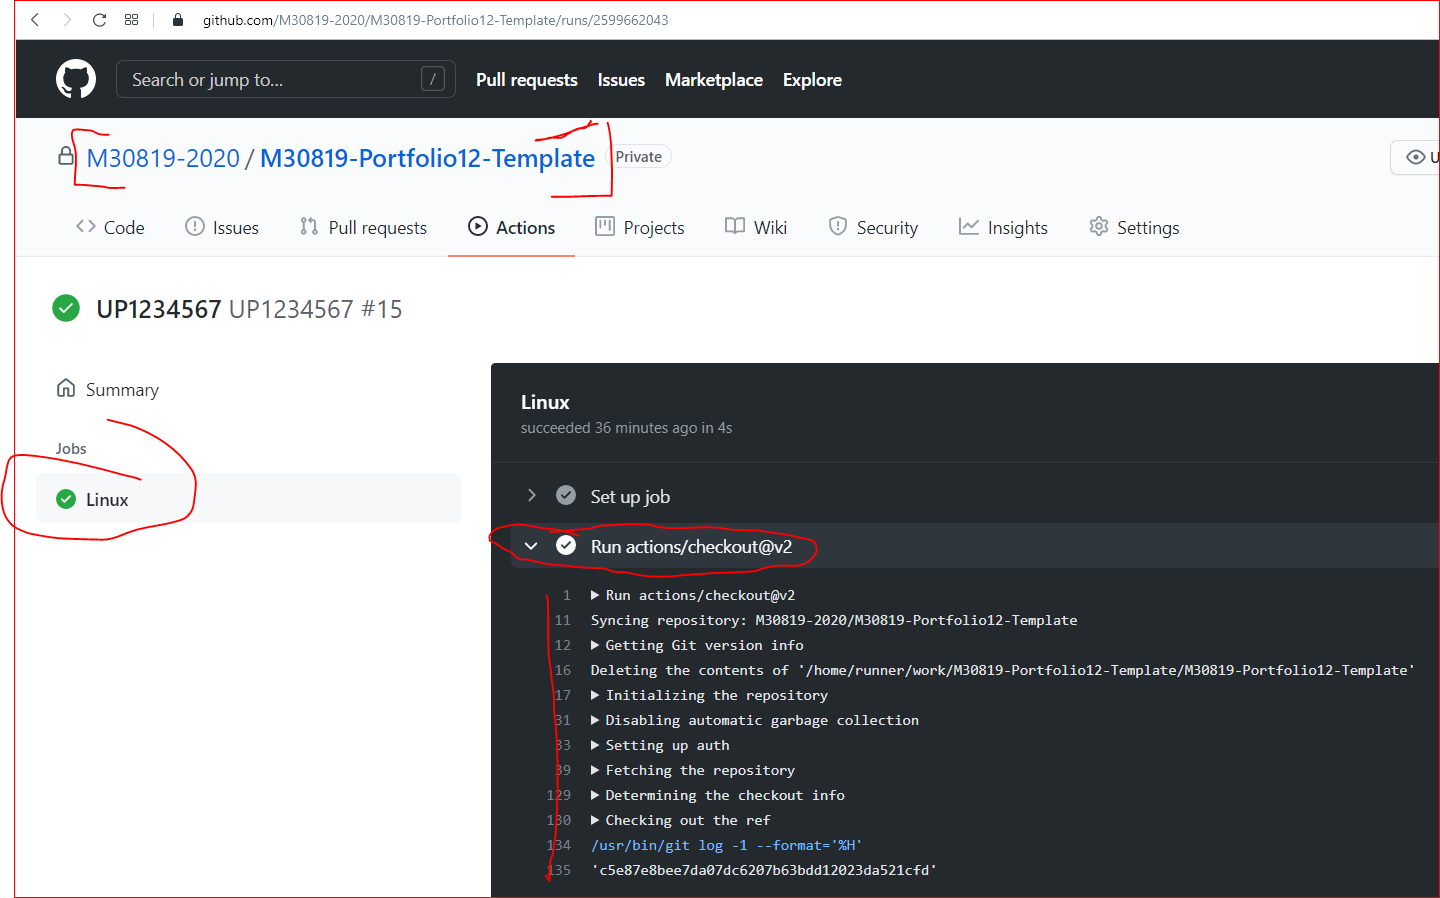 github.com/M30819-2020/M30819-Portfolio12-Template/runs/2599662043
Search or jump to... / Pull requests Issues Marketplace Explore
M30819-2020 / M30819-Portfolio12-Template Private
Code Issues Pull requests Actions Projects Wiki Security Insights Settings
UP1234567 UP1234567 #15
Summary
Jobs
Linux
Linux
succeeded 36 minutes ago in 4s
Set up job
Run actions/checkout@v2
1 Run actions/checkout@v2
11 Syncing repository: M30819-2020/M30819-Portfolio12-Template
12 Getting Git version info
16 Deleting the contents of '/home/runner/work/M30819-Portfolio12-Template/M30819-Portfolio12-Template'
17 Initializing the repository
31 Disabling automatic garbage collection
33 Setting up auth
39 Fetching the repository
129 Determining the checkout info
130 Checking out the ref
134 /usr/bin/git log -1 --format='%H'
135 'c5e87e8bee7da07dc6207b63bdd12023da521cfd'